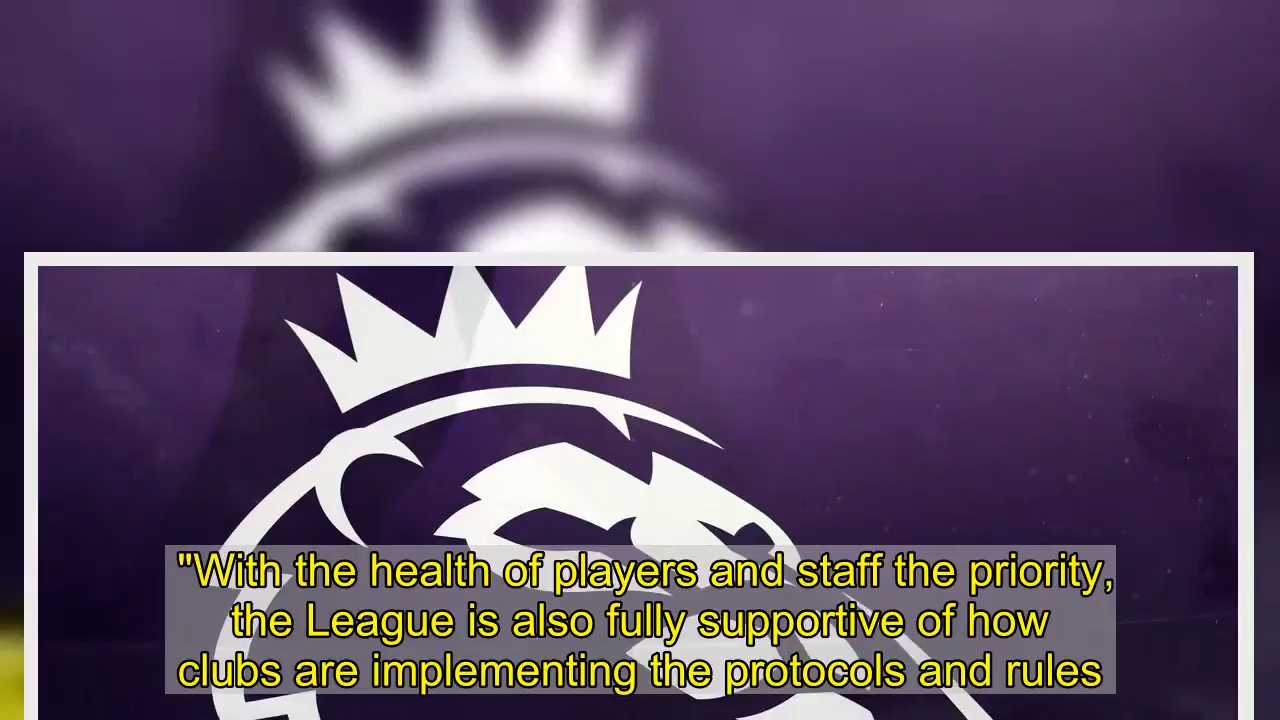 "With the health of players and staff the priority,
the League is also fully supportive of how
clubs are implementing the protocols and rules